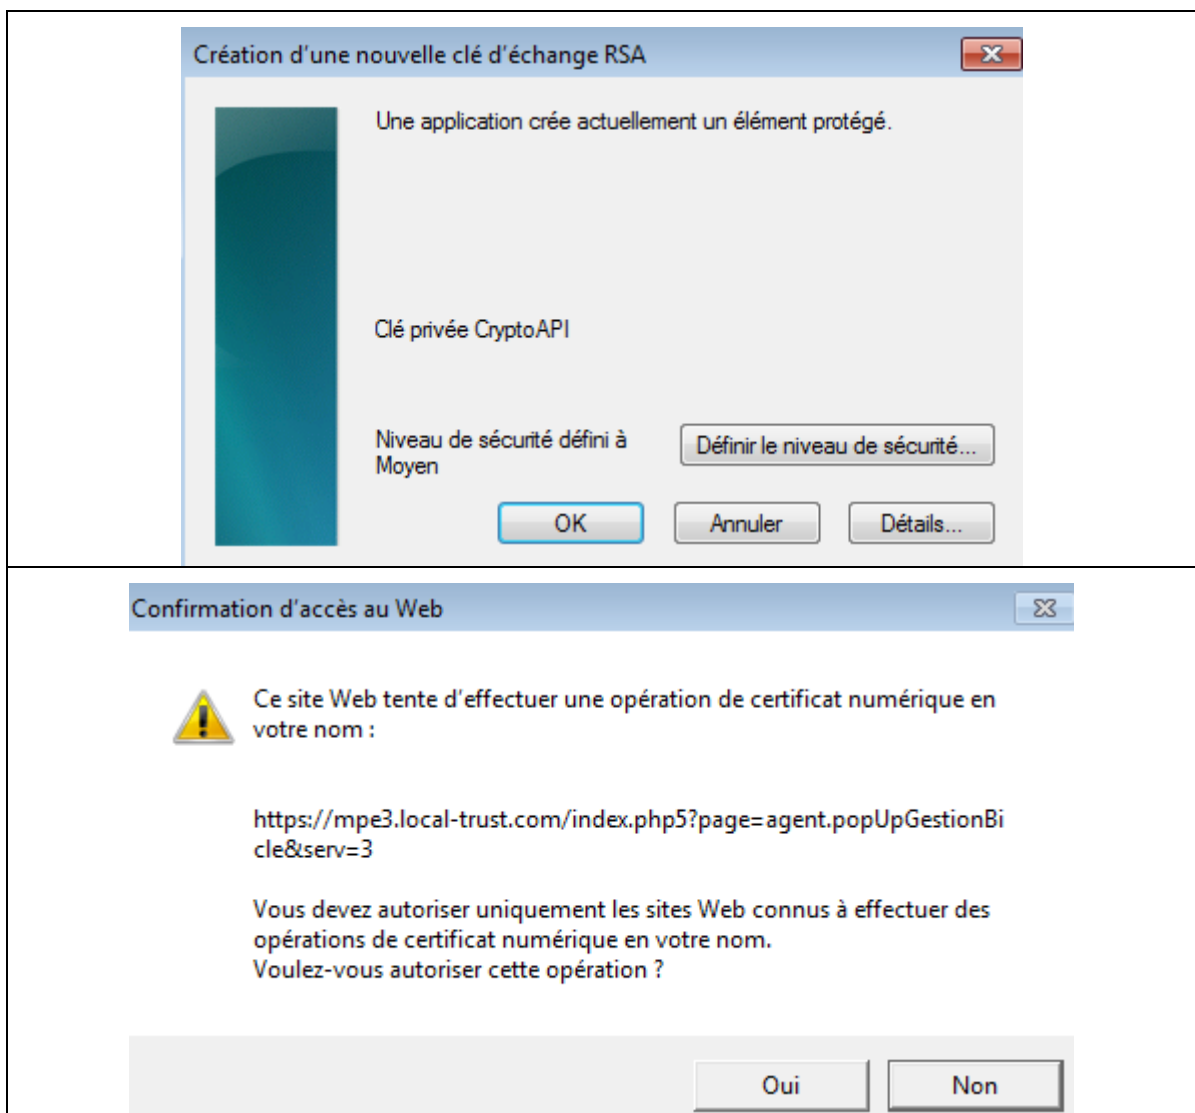 Création d'une nouvelle clé d'échange RSA
Une application crée actuellement un élément protégé.
Clé privée CryptoAPI
Niveau de sécurité défini à
Moyen
Définir le niveau de sécurité...
OK
Annuler
Détails...
Confirmation d'accès au Web
Ce site Web tente d'effectuer une opération de certificat numérique en
votre nom :
https://mpe3.local-trust.com/index.php5?page=agent.popUpGestionBi
cle&serv=3
Vous devez autoriser uniquement les sites Web connus à effectuer des
opérations de certificat numérique en votre nom.
Voulez-vous autoriser cette opération ?
Oui
Non